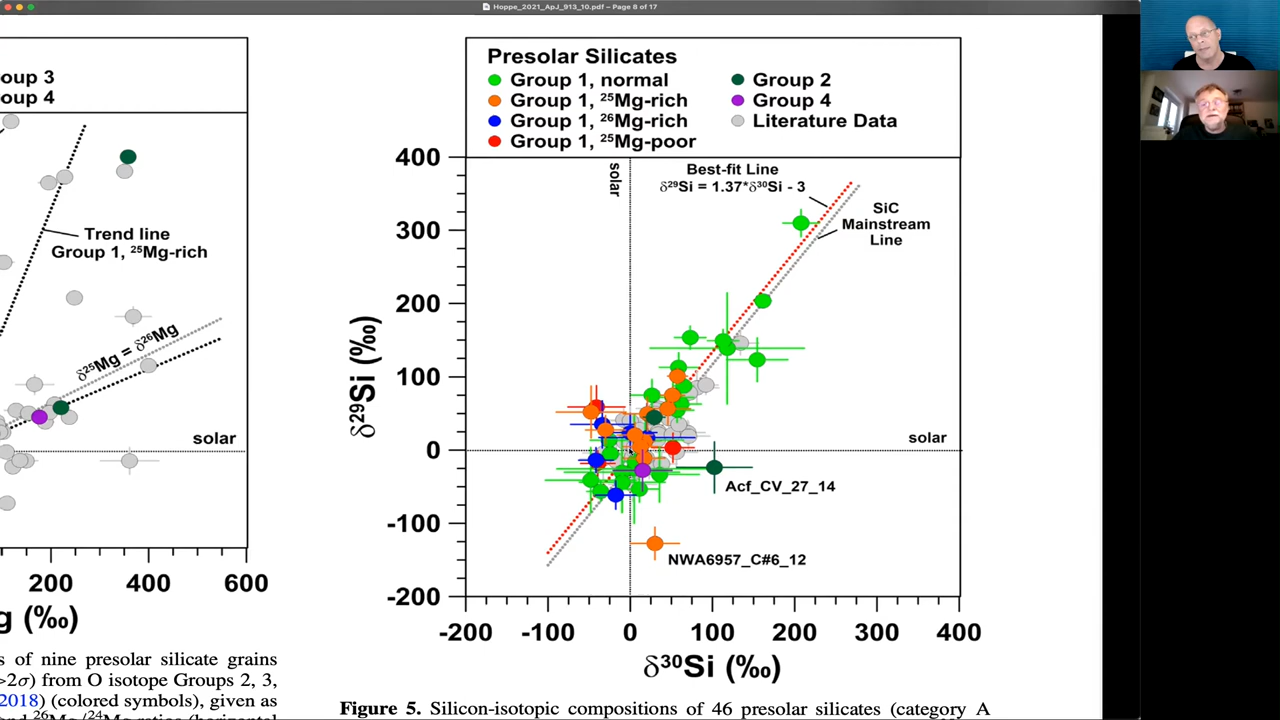 Hoppe_2021_ApJ_913_10.pdf – Page 8 of 17
oup 3
oup 4
Trend line
Group 1, ²⁵Mg-rich
δ²⁵Mg = δ²⁶Mg
solar
200
400
600
g (‰)
s of nine presolar silicate grains
>2σ) from O isotope Groups 2, 3,
2018) (colored symbols), given as
Presolar Silicates
Group 1, normal
Group 1, ²⁵Mg-rich
Group 1, ²⁶Mg-rich
Group 1, ²⁵Mg-poor
Group 2
Group 4
Literature Data
400
300
200
100
0
-100
-200
δ²⁹Si (‰)
solar
Best-fit Line
δ²⁹Si = 1.37*δ³⁰Si - 3
SiC
Mainstream
Line
solar
Acf_CV_27_14
NWA6957_C#6_12
-200
-100
0
100
200
300
400
δ³⁰Si (‰)
Figure 5. Silicon-isotopic compositions of 46 presolar silicates (category A